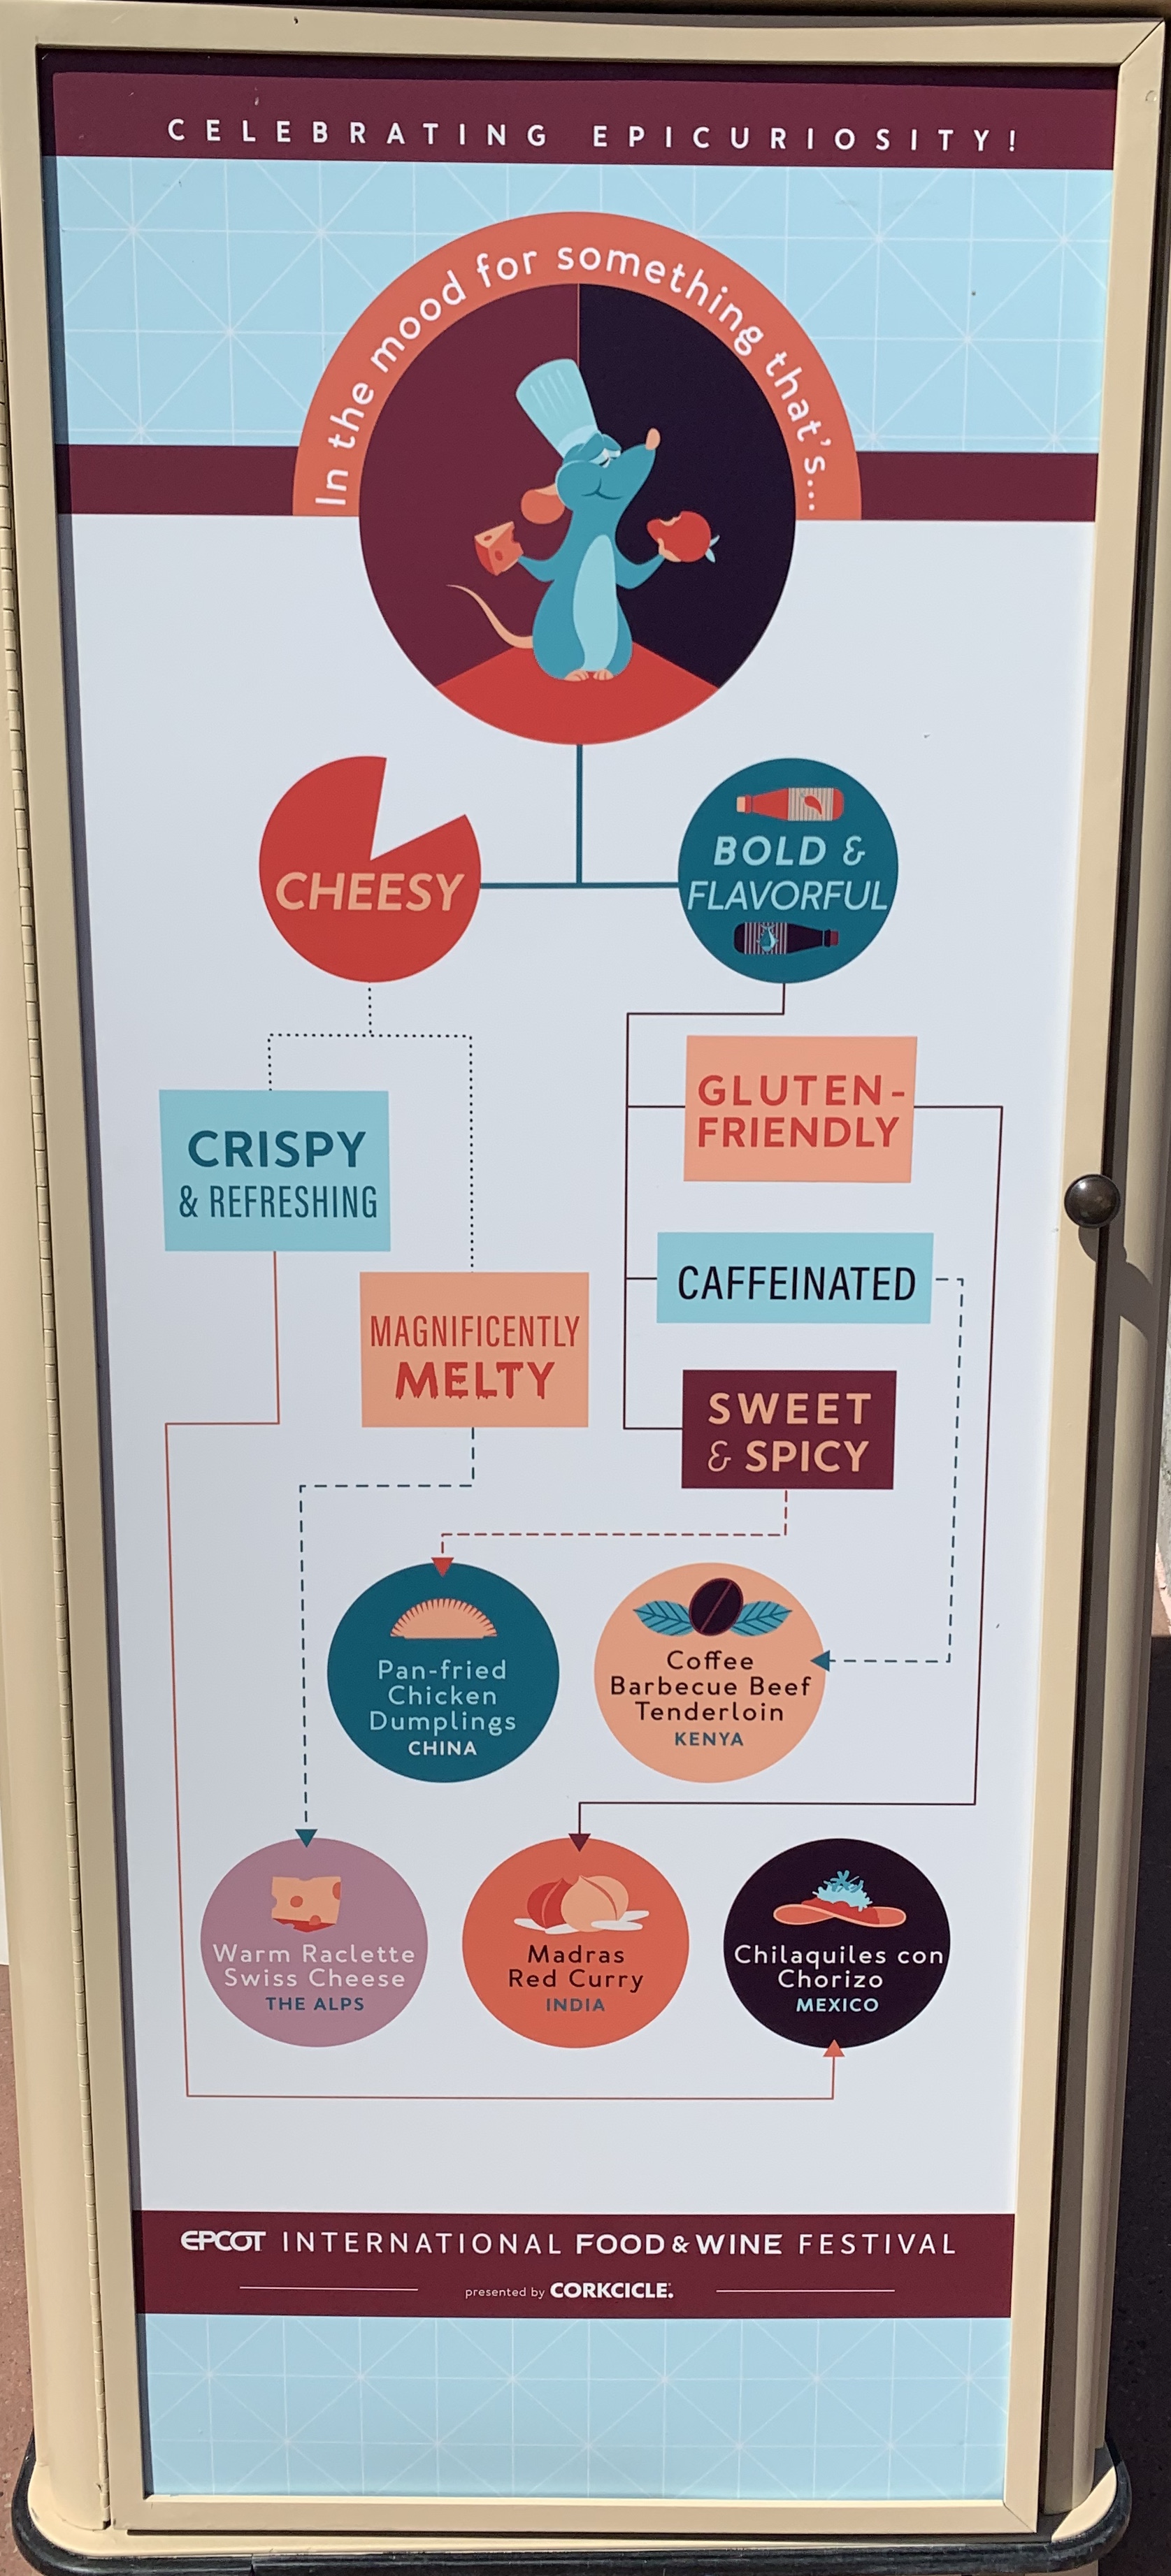 CELEBRATING EPICURIOSITY!
In the mood for something that's...
CHEESY
BOLD &
FLAVORFUL
GLUTEN-
FRIENDLY
CRISPY
& REFRESHING
CAFFEINATED
MAGNIFICENTLY
MELTY
SWEET
& SPICY
Pan-fried
Chicken
Dumplings
CHINA
Coffee
Barbecue Beef
Tenderloin
KENYA
Warm Raclette
Swiss Cheese
THE ALPS
Madras
Red Curry
INDIA
Chilaquiles con
Chorizo
MEXICO
EPCOT INTERNATIONAL FOOD & WINE FESTIVAL
presented by CORKCICLE.